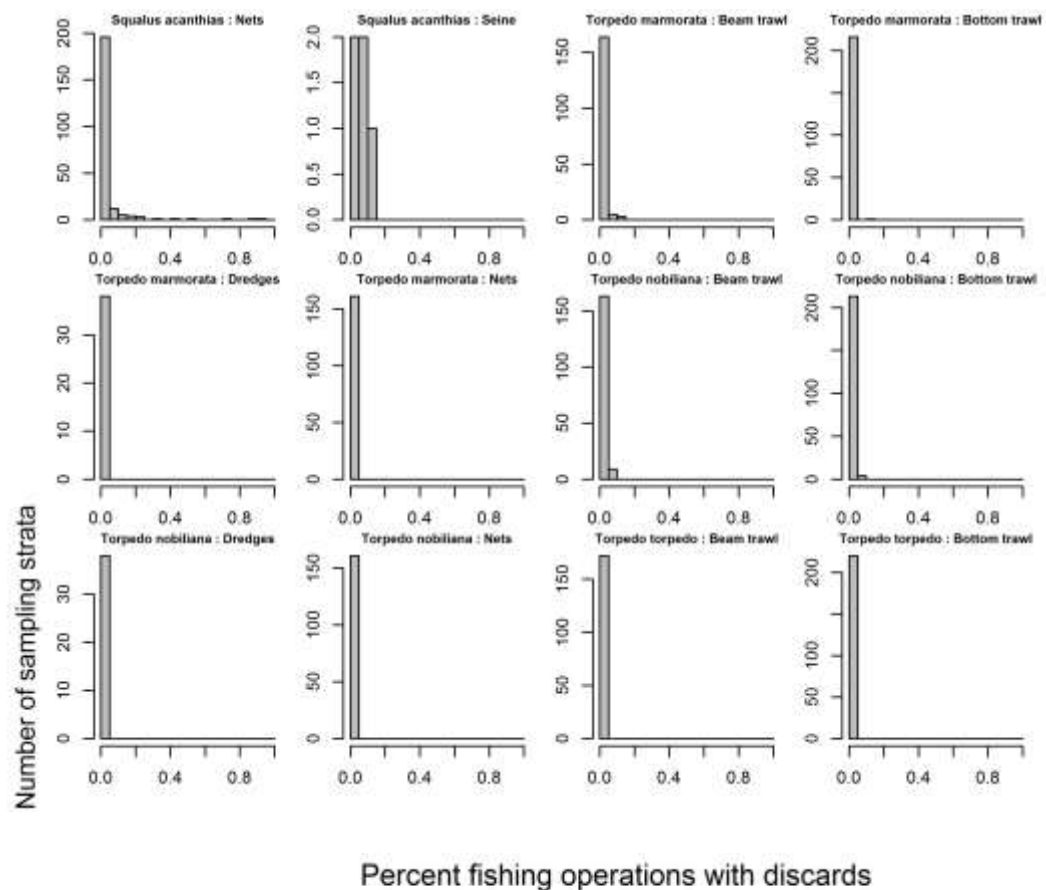 Squalus acanthias : Nets
Squalus acanthias : Seine
Torpedo marmorata : Beam trawl
Torpedo marmorata : Bottom trawl
200
150
100
50
0
0.0 0.4 0.8
2.0
1.5
1.0
0.5
0.0
0.0 0.4 0.8
150
100
50
0
0.0 0.4 0.8
200
100
50
0
0.0 0.4 0.8
Torpedo marmorata : Dredges
Torpedo marmorata : Nets
Torpedo nobiliana : Beam trawl
Torpedo nobiliana : Bottom trawl
30
20
10
0
0.0 0.4 0.8
150
100
50
0
0.0 0.4 0.8
150
100
50
0
0.0 0.4 0.8
200
100
50
0
0.0 0.4 0.8
Torpedo nobiliana : Dredges
Torpedo nobiliana : Nets
Torpedo torpedo : Beam trawl
Torpedo torpedo : Bottom trawl
30
20
10
0
0.0 0.4 0.8
150
100
50
0
0.0 0.4 0.8
150
100
50
0
0.0 0.4 0.8
200
100
50
0
0.0 0.4 0.8
Number of sampling strata
Percent fishing operations with discards